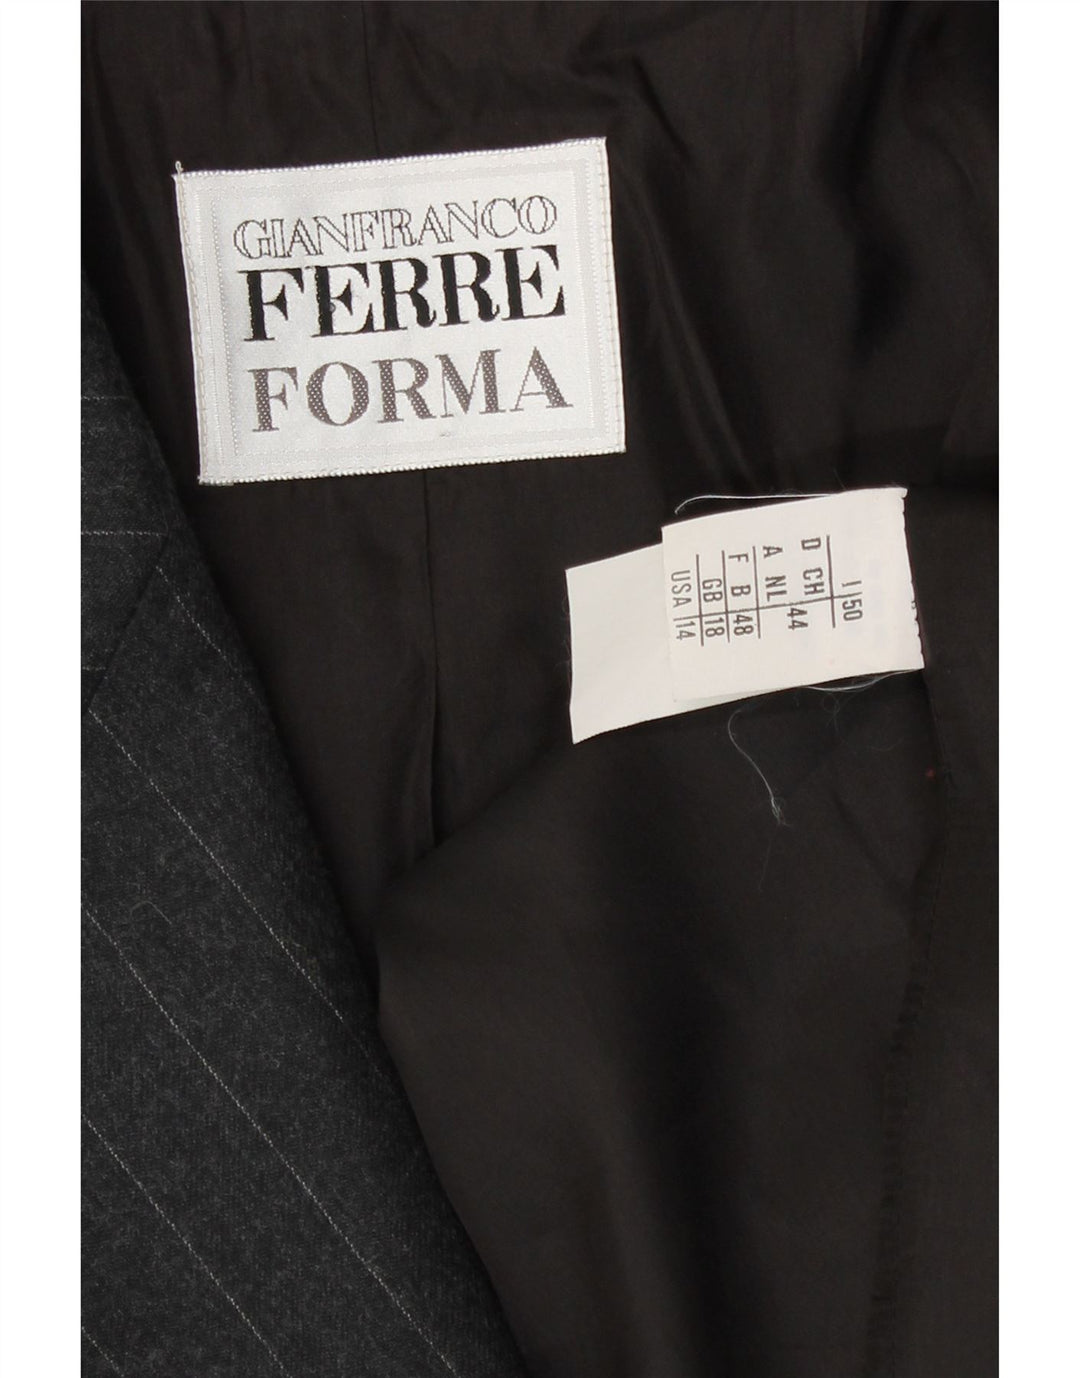 GIANFRANCO
FERRE
FORMA
I 50
D CH
A NL 44
F B 48
GB 18
USA 14